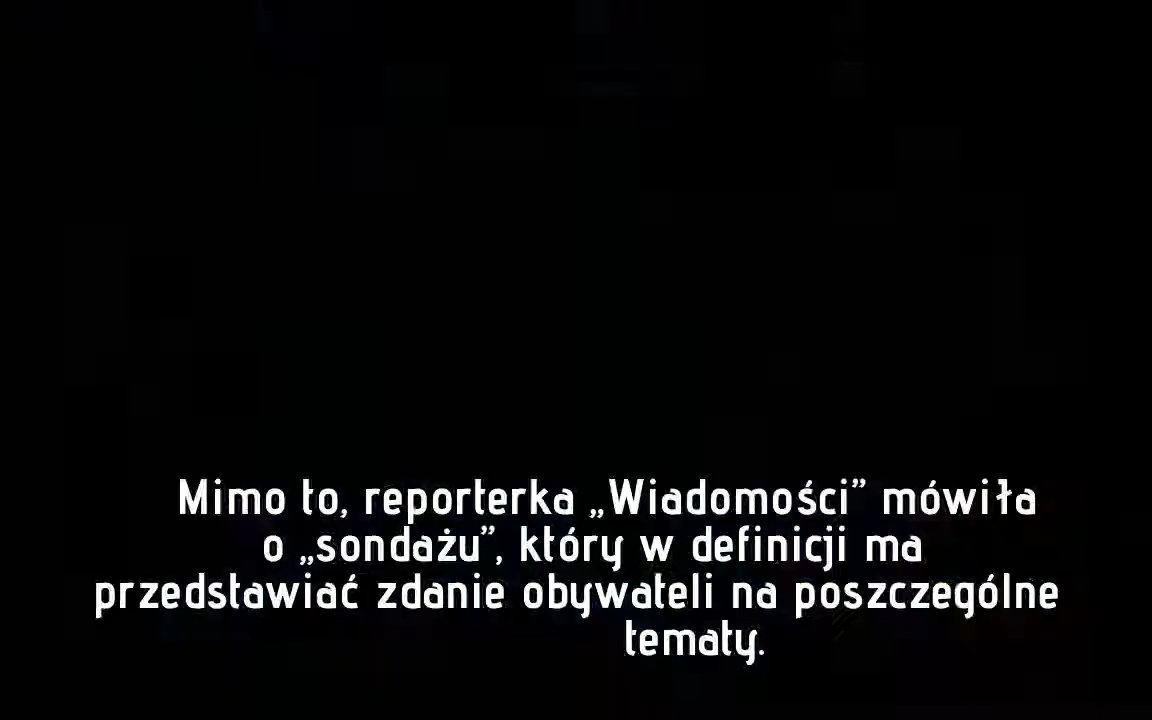 Mimo to, reporterka „Wiadomości” mówiła
o „sondażu”, który w definicji ma
przedstawiać zdanie obywateli na poszczególne
tematy.